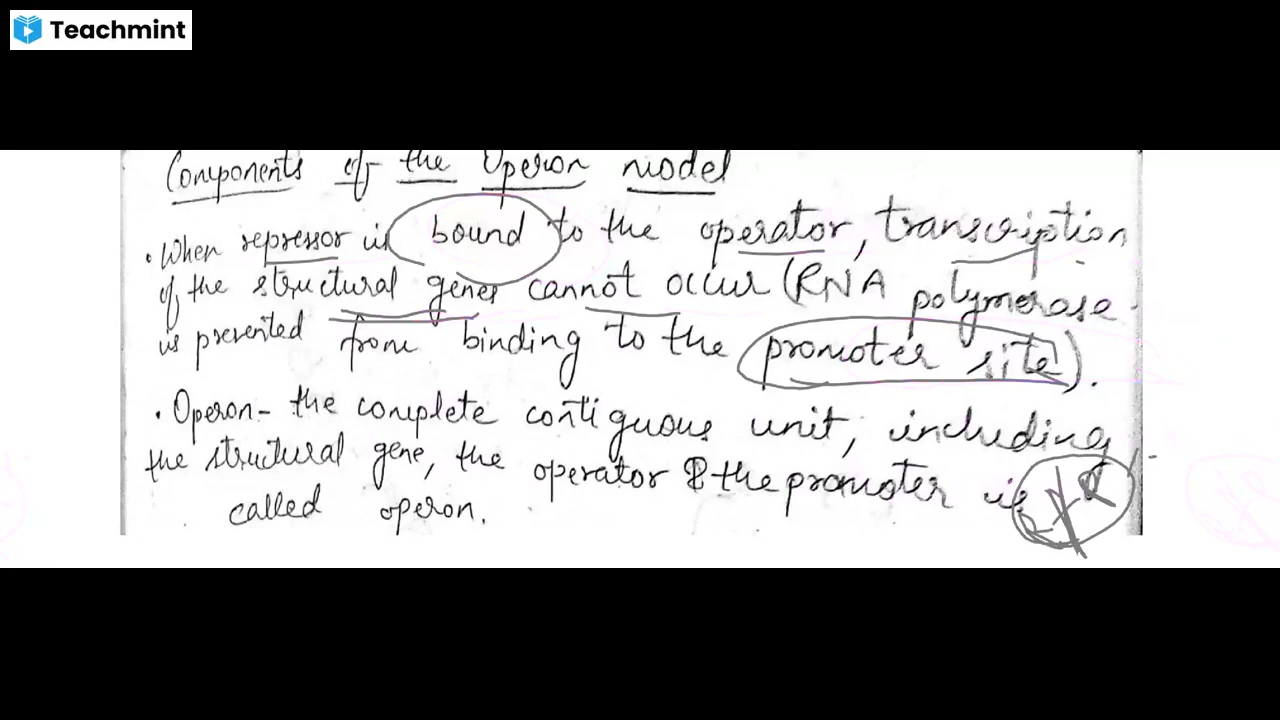 Teachmint
Components of the Operon model
• When repressor is bound to the operator, transcription
of the structural genes cannot occur (RNA polymerase
is prevented from binding to the promoter site).
• Operon - the complete contiguous unit, including
the structural gene, the operator & the promoter is
called operon.